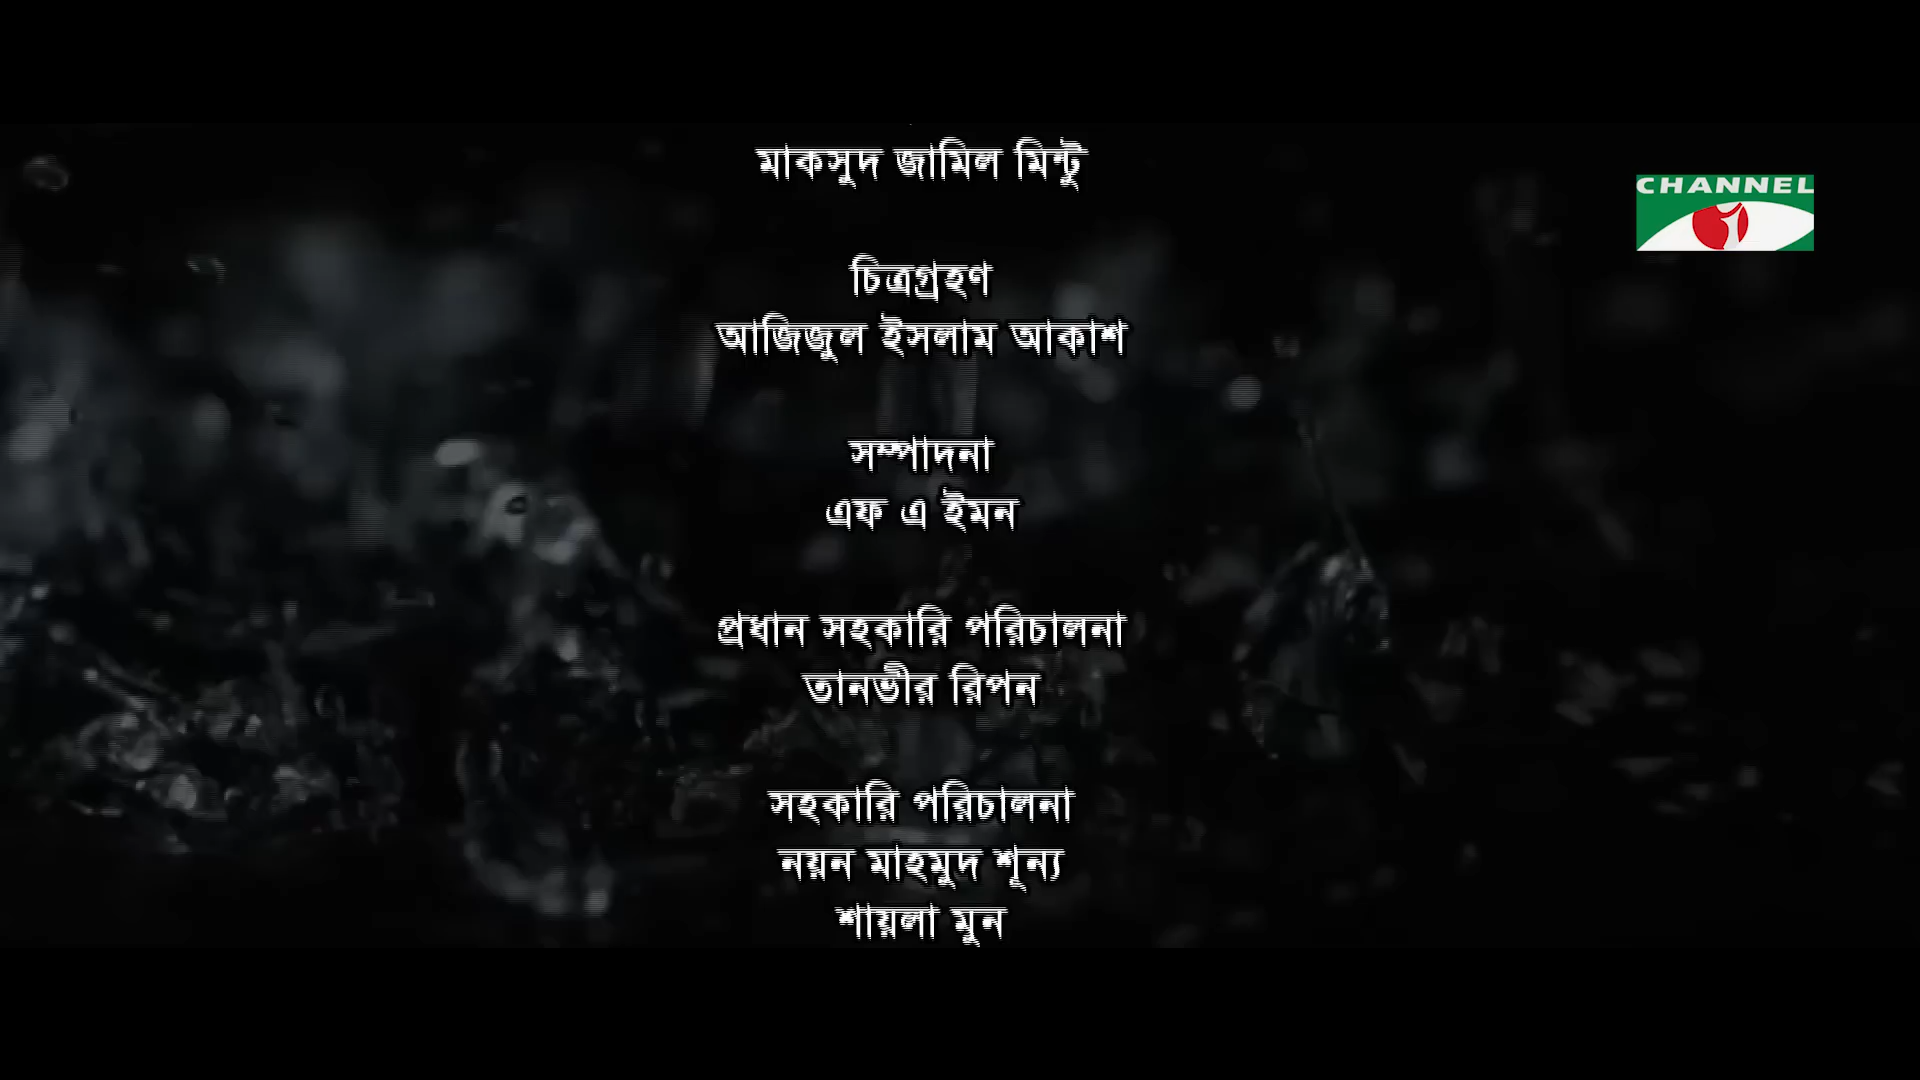 মাকসুদ জামিল মিন্টু
CHANNEL
চিত্রগ্রহণ
আজিজুল ইসলাম আকাশ
সম্পাদনা
এফ এ ইমন
প্রধান সহকারি পরিচালনা
তানভীর রিপন
সহকারি পরিচালনা
নয়ন মাহমুদ শূন্য
শায়লা মুন